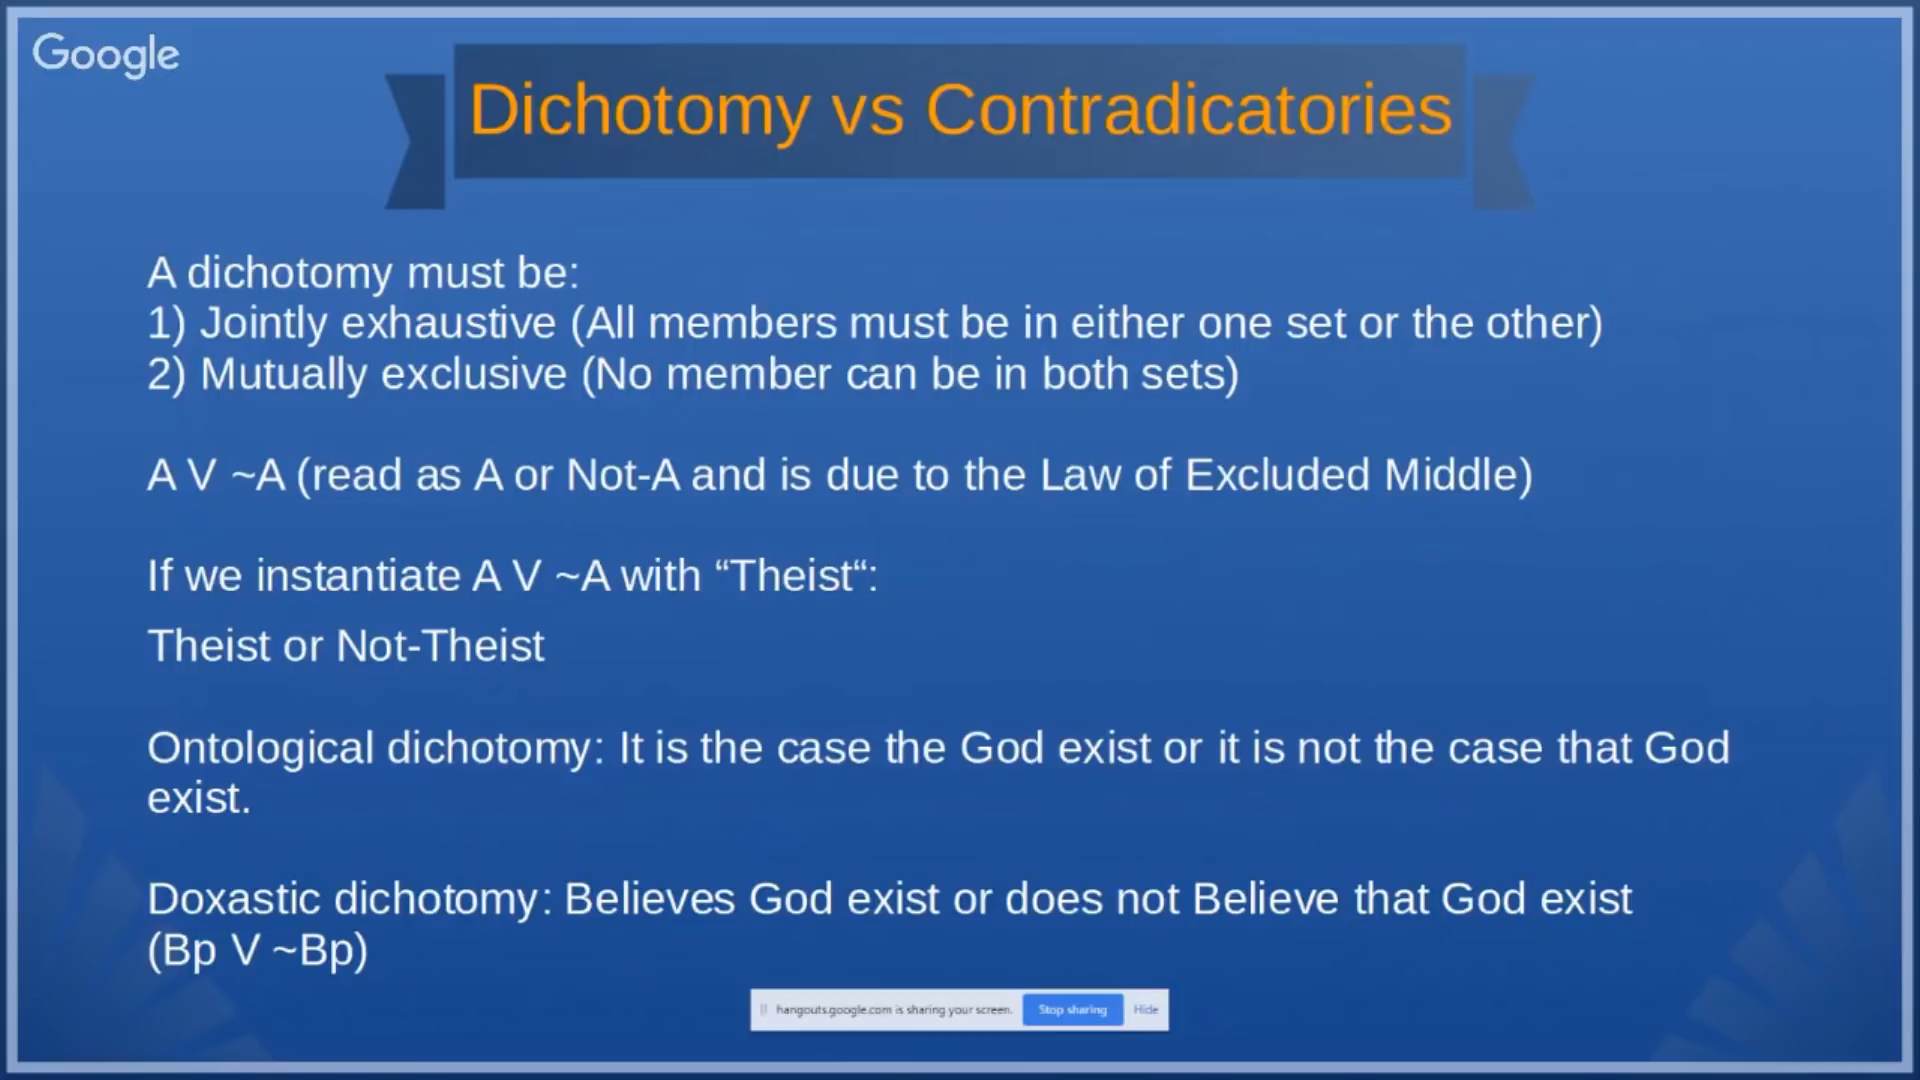 Google
Dichotomy vs Contradicatories
A dichotomy must be:
1) Jointly exhaustive (All members must be in either one set or the other)
2) Mutually exclusive (No member can be in both sets)
A V ~A (read as A or Not-A and is due to the Law of Excluded Middle)
If we instantiate A V ~A with “Theist“:
Theist or Not-Theist
Ontological dichotomy: It is the case the God exist or it is not the case that God
exist.
Doxastic dichotomy: Believes God exist or does not Believe that God exist
(Bp V ~Bp)
hangouts.google.com is sharing your screen. Stop sharing Hide